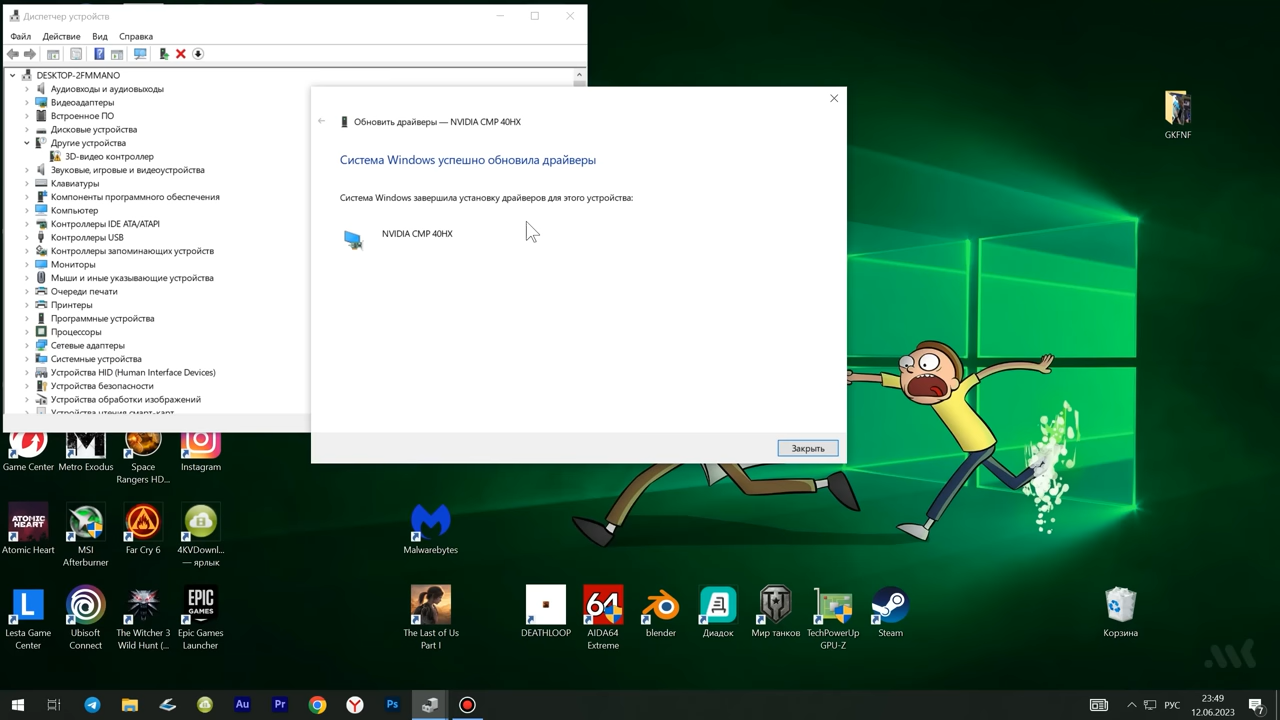 Диспетчер устройств
Файл Действие Вид Справка
DESKTOP-2FMMANO
Аудиовходы и аудиовыходы
Видеоадаптеры
Встроенное ПО
Дисковые устройства
Другие устройства
3D-видео контроллер
Звуковые, игровые и видеоустройства
Клавиатуры
Компоненты программного обеспечения
Компьютер
Контроллеры IDE ATA/ATAPI
Контроллеры USB
Контроллеры запоминающих устройств
Мониторы
Мыши и иные указывающие устройства
Очереди печати
Принтеры
Программные устройства
Процессоры
Сетевые адаптеры
Системные устройства
Устройства HID (Human Interface Devices)
Устройства безопасности
Устройства обработки изображений
Устройства чтения смарт-карт
Обновить драйверы — NVIDIA CMP 40HX
Система Windows успешно обновила драйверы
Система Windows завершила установку драйверов для этого устройства:
NVIDIA CMP 40HX
Закрыть
GKFNF
Game Center
Metro Exodus
Space
Rangers HD...
Instagram
ATOMIC
HEART
Atomic Heart
MSI
Afterburner
Far Cry 6
4KVDownl...
— ярлык
Malwarebytes
L
Lesta Game
Center
Ubisoft
Connect
The Witcher 3
Wild Hunt (...
EPIC
GAMES
Epic Games
Launcher
The Last of Us
Part I
DEATHLOOP
64
AIDA64
Extreme
blender
Диадок
Мир танков
TechPowerUp
GPU-Z
Steam
Корзина
Au
Pr
Ps
РУС
23:49
12.06.2023
7